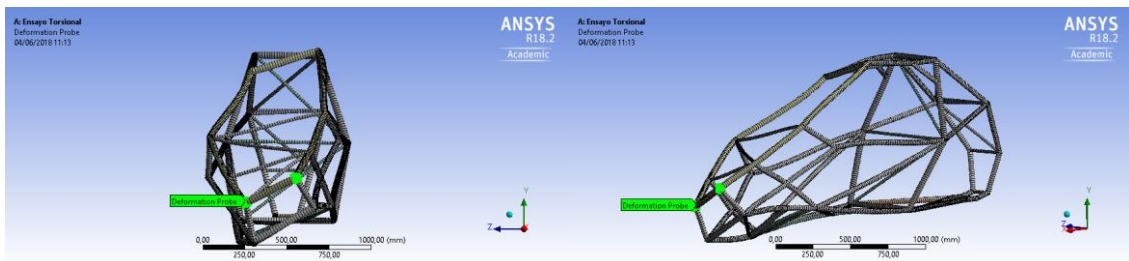 A: Ensayo Torsional
Deformation Probe
04/06/2018 11:13
ANSYS
R18.2
Academic
Deformation Probe
Y
Z
0,00 500,00 1000,00 (mm)
250,00 750,00
A: Ensayo Torsional
Deformation Probe
04/06/2018 11:13
ANSYS
R18.2
Academic
Deformation Probe
Y
0,00 500,00 1000,00 (mm)
250,00 750,00